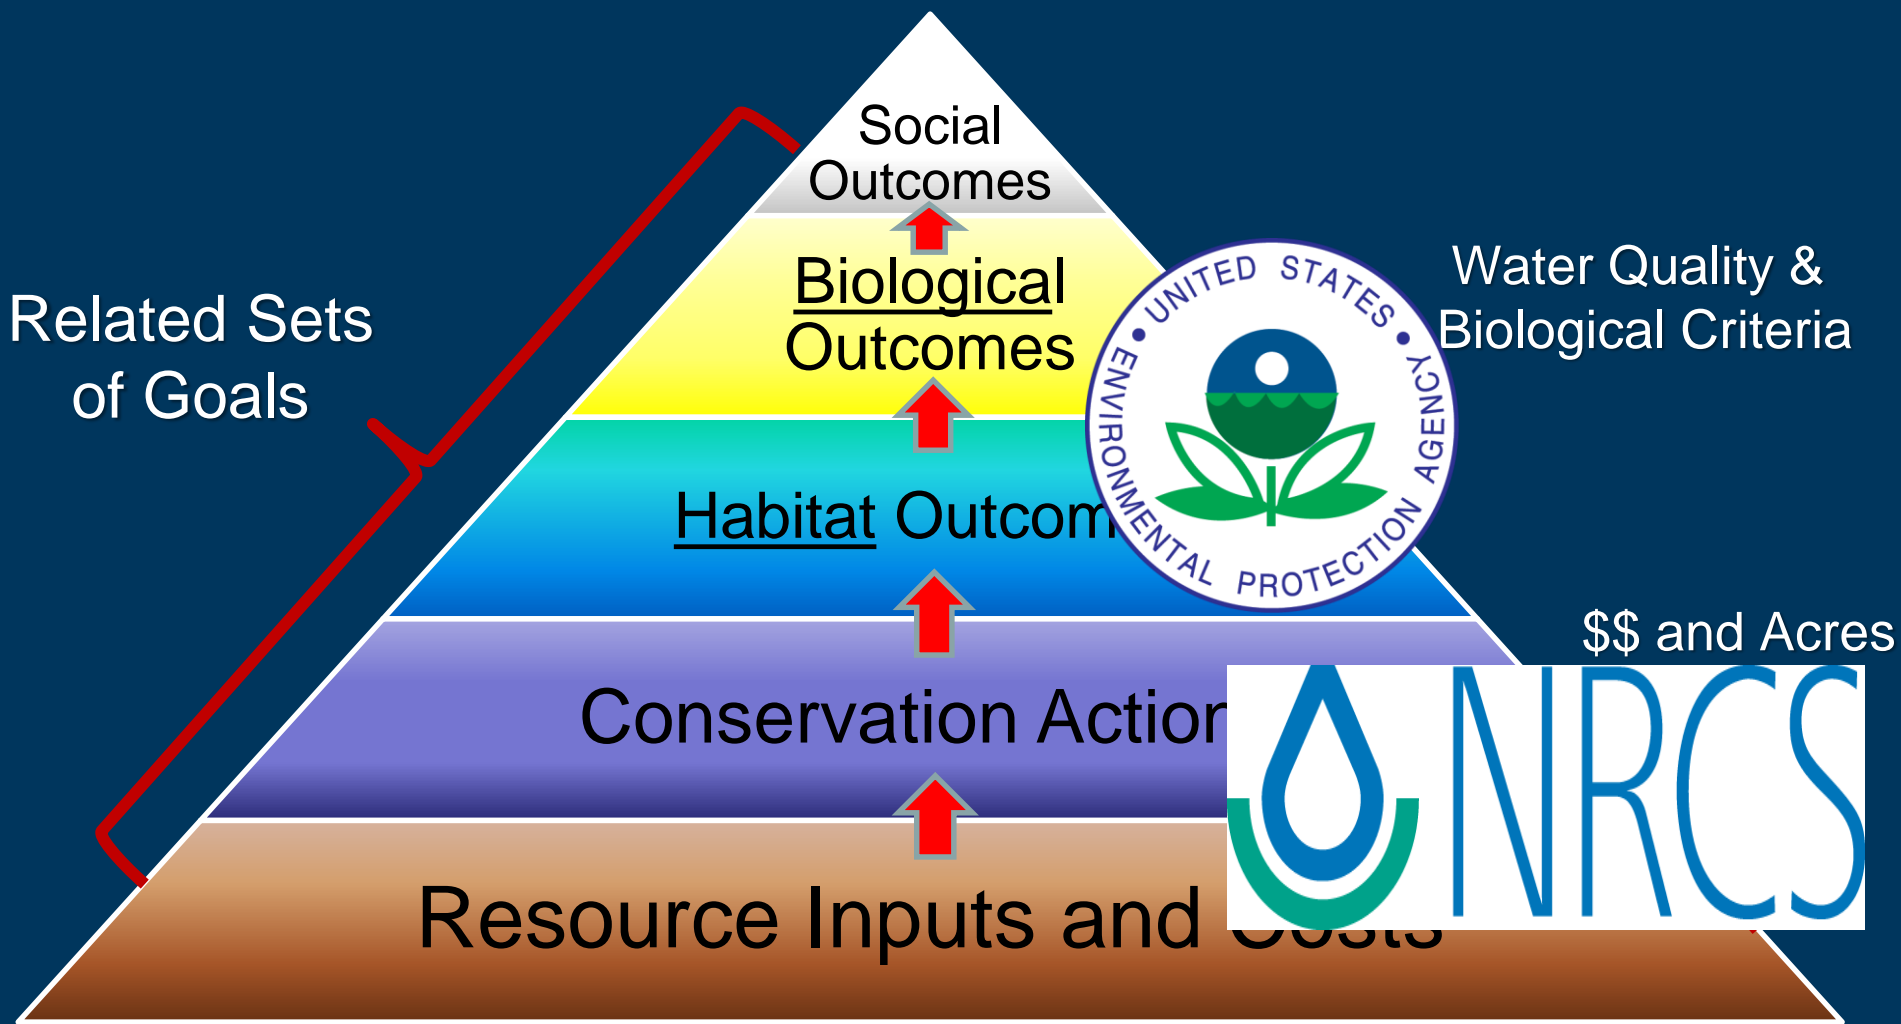 Social
Outcomes
Biological
Outcomes
Related Sets
of Goals
Water Quality &
Biological Criteria
UNITED STATES • ENVIRONMENTAL PROTECTION AGENCY •
Habitat Outcom
$$ and Acres
Conservation Action
NRCS
Resource Inputs and Costs